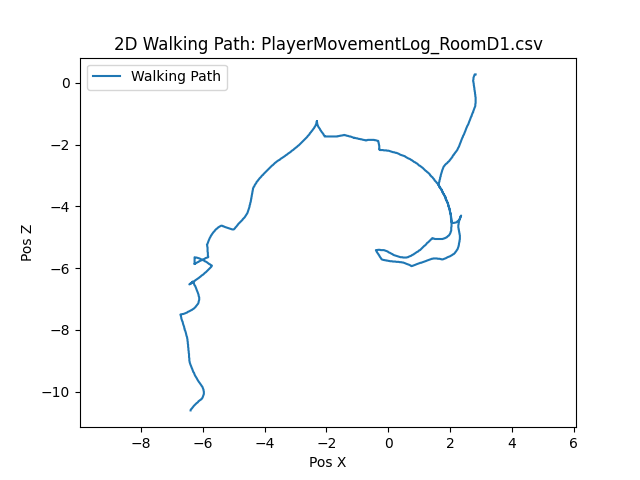 2D Walking Path: PlayerMovementLog_RoomD1.csv
Walking Path
Pos Z
0
−2
−4
−6
−8
−10
−8 −6 −4 −2 0 2 4 6
Pos X